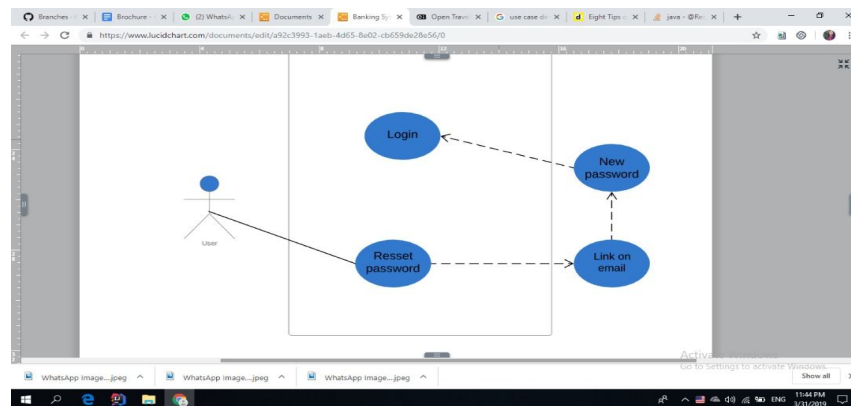 Branches - 
Brochure - 
(2) WhatsA
Documents
Banking Sy
Open Trave
use case de
Eight Tips
java - @Re
https://www.lucidchart.com/documents/edit/a92c3993-1aeb-4d65-8e02-cb659de28e56/0
Login
New
password
User
Resset
password
Link on
email
Activate Windows
Go to Settings to activate Windows.
WhatsApp Image....jpeg
WhatsApp Image....jpeg
WhatsApp Image....jpeg
Show all
ENG
11:44 PM
3/31/2019